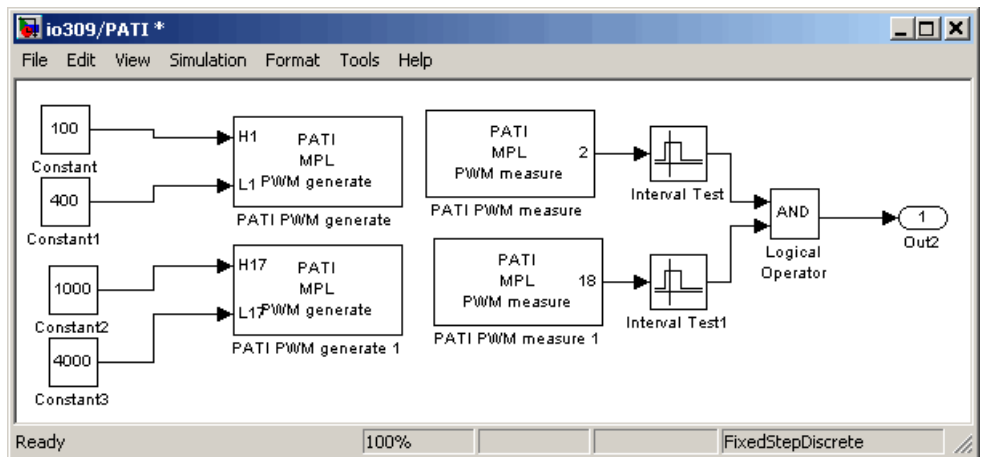 io309/PATI *
File Edit View Simulation Format Tools Help
100
Constant
400
Constant1
H1
L1
PATI
MPL
PWM generate
PATI PWM generate
PATI
MPL
PWM measure
2
PATI PWM measure
Interval Test
1000
Constant2
4000
Constant3
H17
L17
PATI
MPL
PWM generate
PATI PWM generate 1
PATI
MPL
PWM measure
18
PATI PWM measure 1
Interval Test1
AND
Logical
Operator
1
Out2
Ready
100%
FixedStepDiscrete